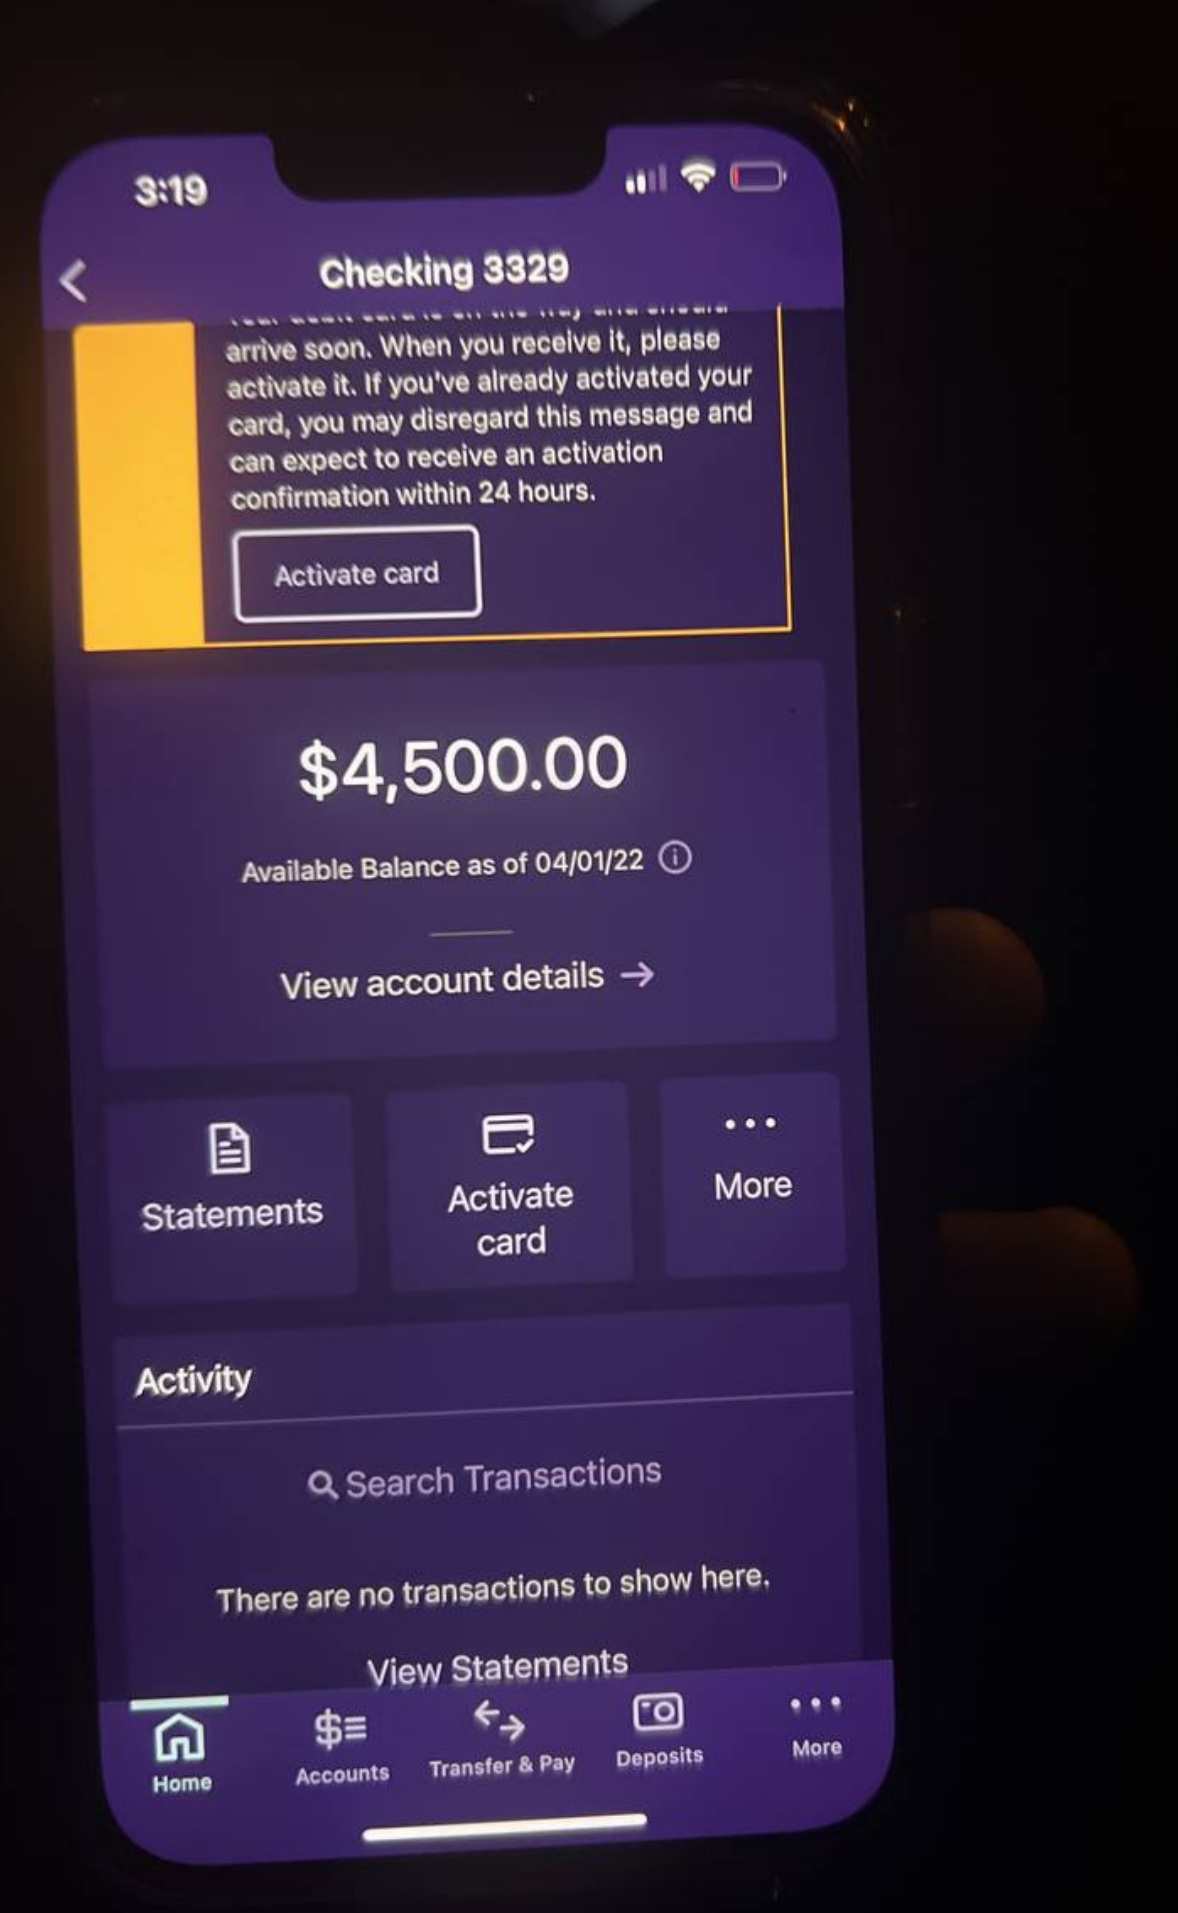 3:19
Checking 3329
arrive soon. When you receive it, please
activate it. If you've already activated your
card, you may disregard this message and
can expect to receive an activation
confirmation within 24 hours.
Activate card
$4,500.00
Available Balance as of 04/01/22
View account details →
Statements
Activate
card
More
Activity
Search Transactions
There are no transactions to show here.
View Statements
Home
Accounts
Transfer & Pay
Deposits
More